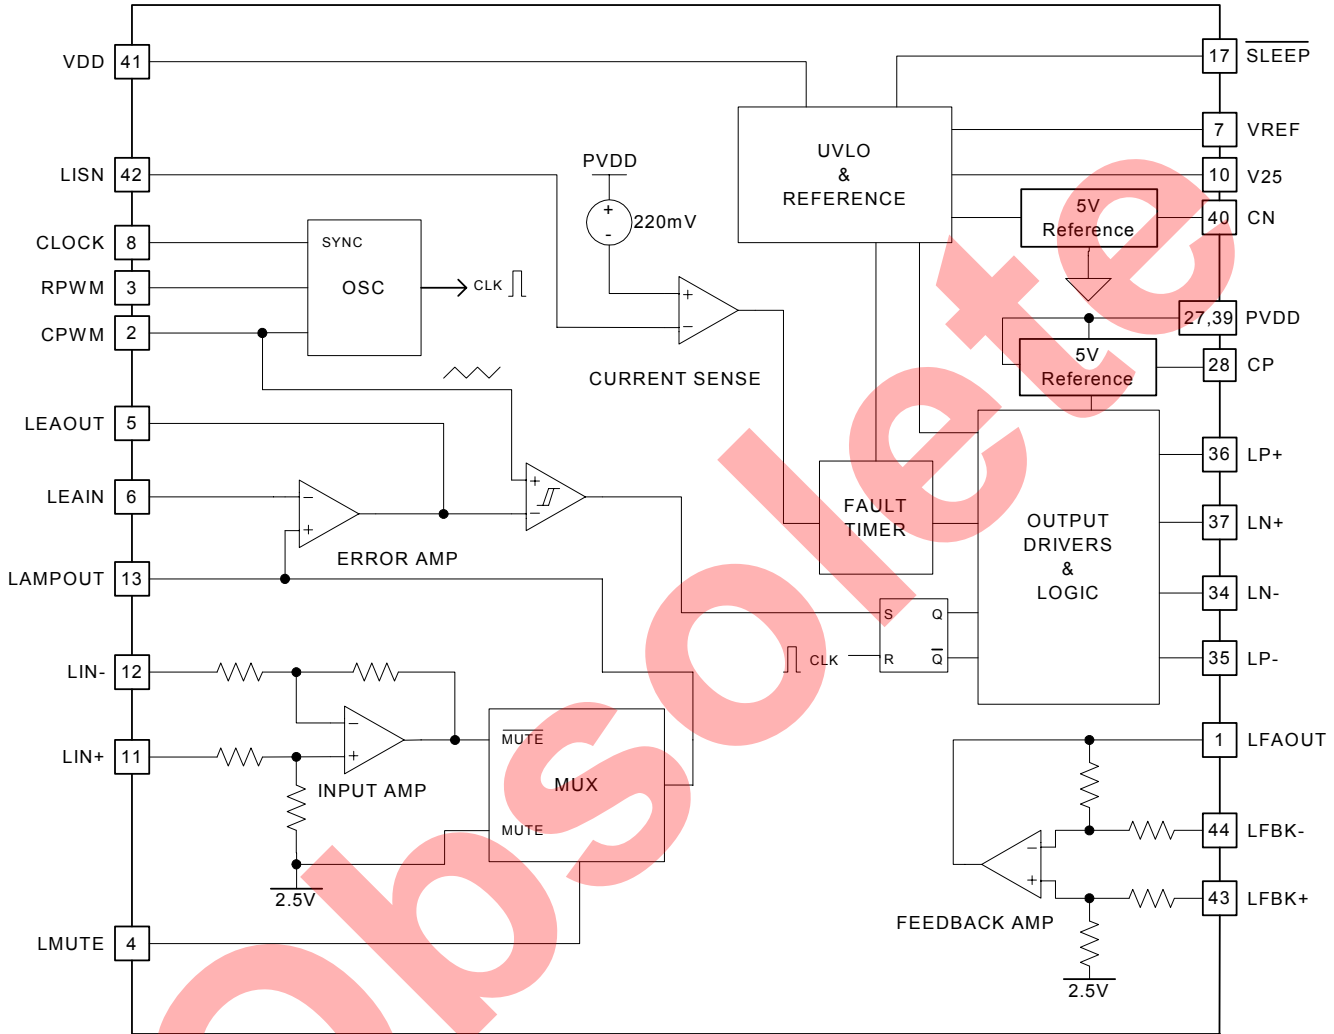 VDD 41
17 SLEEP
7 VREF
UVLO
&
REFERENCE
PVDD
LISN 42
10 V25
5V
Reference
40 CN
+
-
220mV
CLOCK 8
SYNC
OSC
RPWM 3
CLK
CPWM 2
+
−
27,39 PVDD
5V
Reference
28 CP
CURRENT SENSE
LEAOUT 5
36 LP+
LEAIN 6
−
+
+
−
ERROR AMP
FAULT
TIMER
OUTPUT
DRIVERS
&
LOGIC
37 LN+
LAMPOUT 13
34 LN-
S Q
CLK
R Q
35 LP-
LIN- 12
−
+
LIN+ 11
INPUT AMP
MUTE
MUX
MUTE
1 LFAOUT
2.5V
−
+
44 LFBK-
43 LFBK+
FEEDBACK AMP
LMUTE 4
2.5V
Obsolete